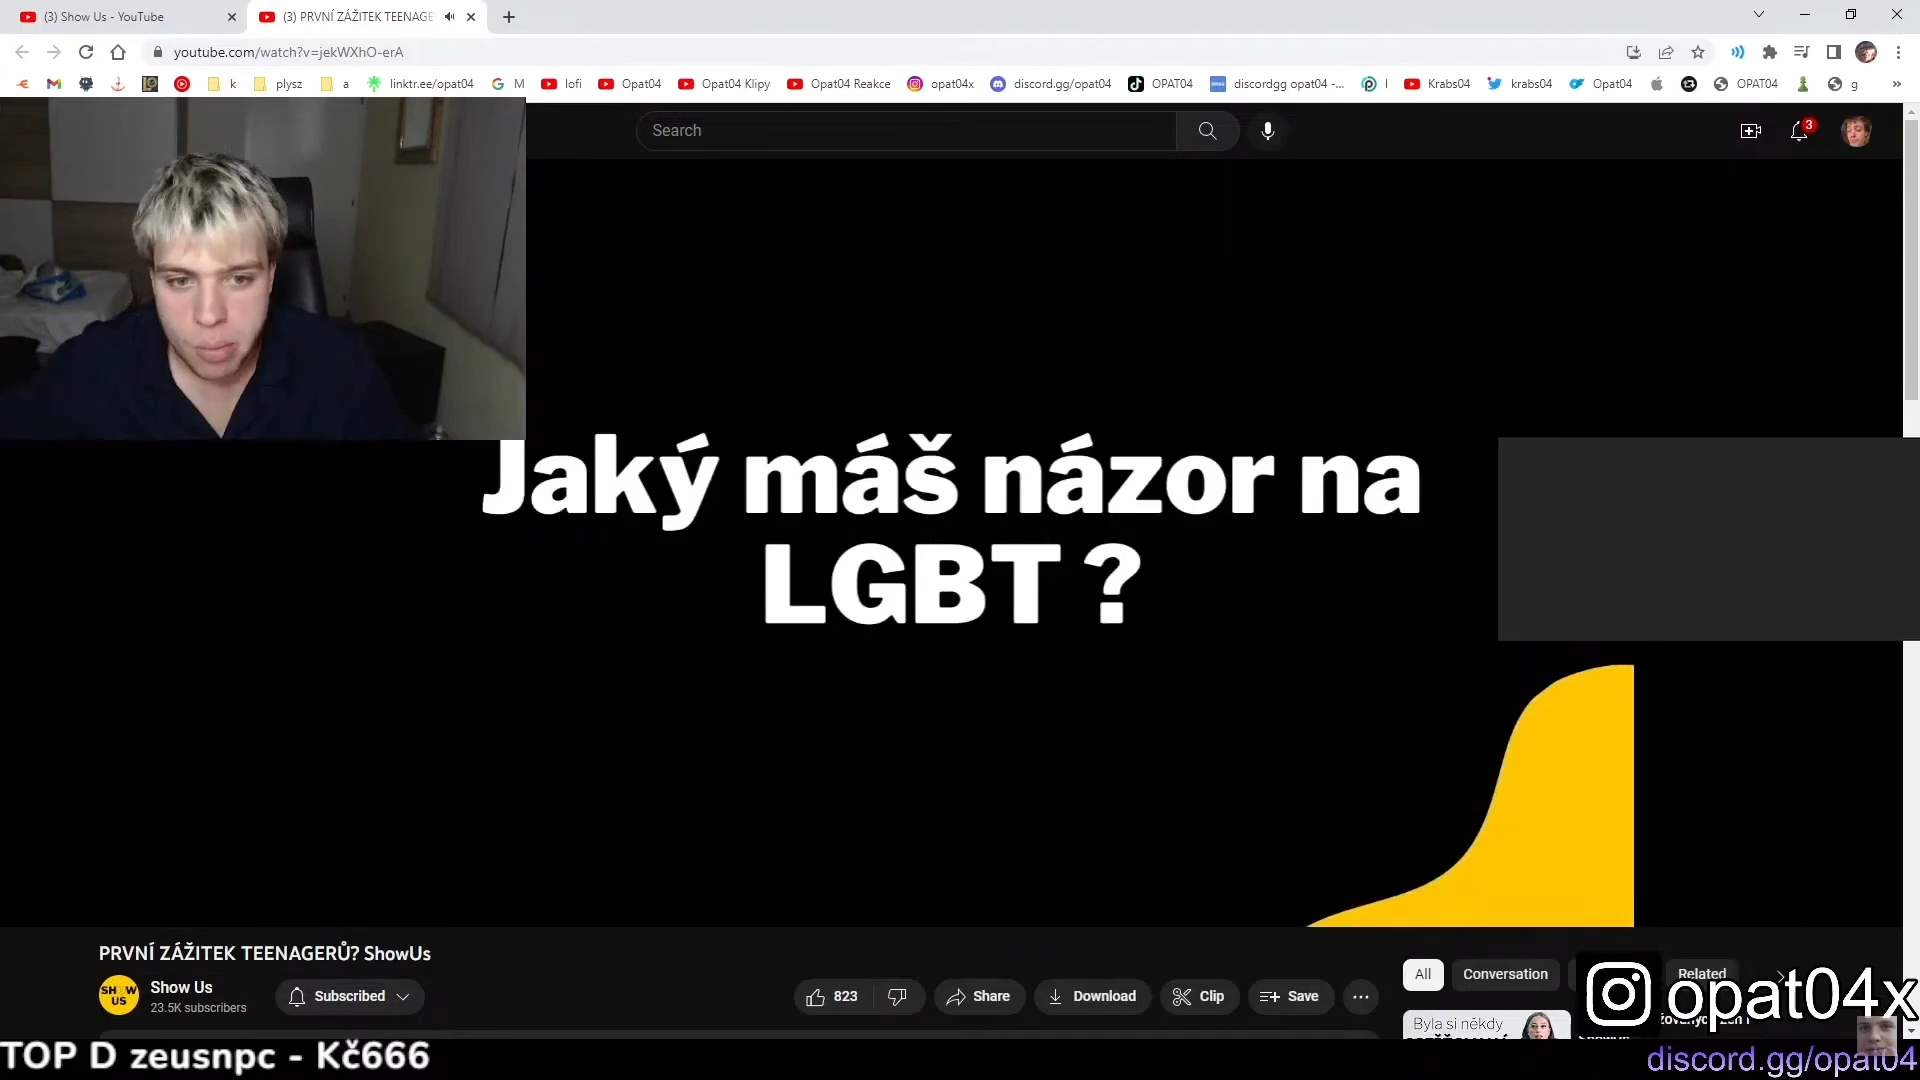 (3) Show Us - YouTube
(3) PRVNÍ ZÁŽITEK TEENAGE
youtube.com/watch?v=jekWXhO-erA
k
plysz
a
linktr.ee/opat04
M
lofi
Opat04
Opat04 Klipy
Opat04 Reakce
opat04x
discord.gg/opat04
OPAT04
discordgg opat04 -...
l
Krabs04
krabs04
Opat04
OPAT04
g
Search
3
Jaký máš názor na
LGBT ?
PRVNÍ ZÁŽITEK TEENAGERŮ? ShowUs
SHOW
US
Show Us
23.5K subscribers
Subscribed
823
Share
Download
Clip
Save
All
Conversation
Related
Byla si někdy
opat04x
TOP D zeusnpc - Kč666
discord.gg/opat04